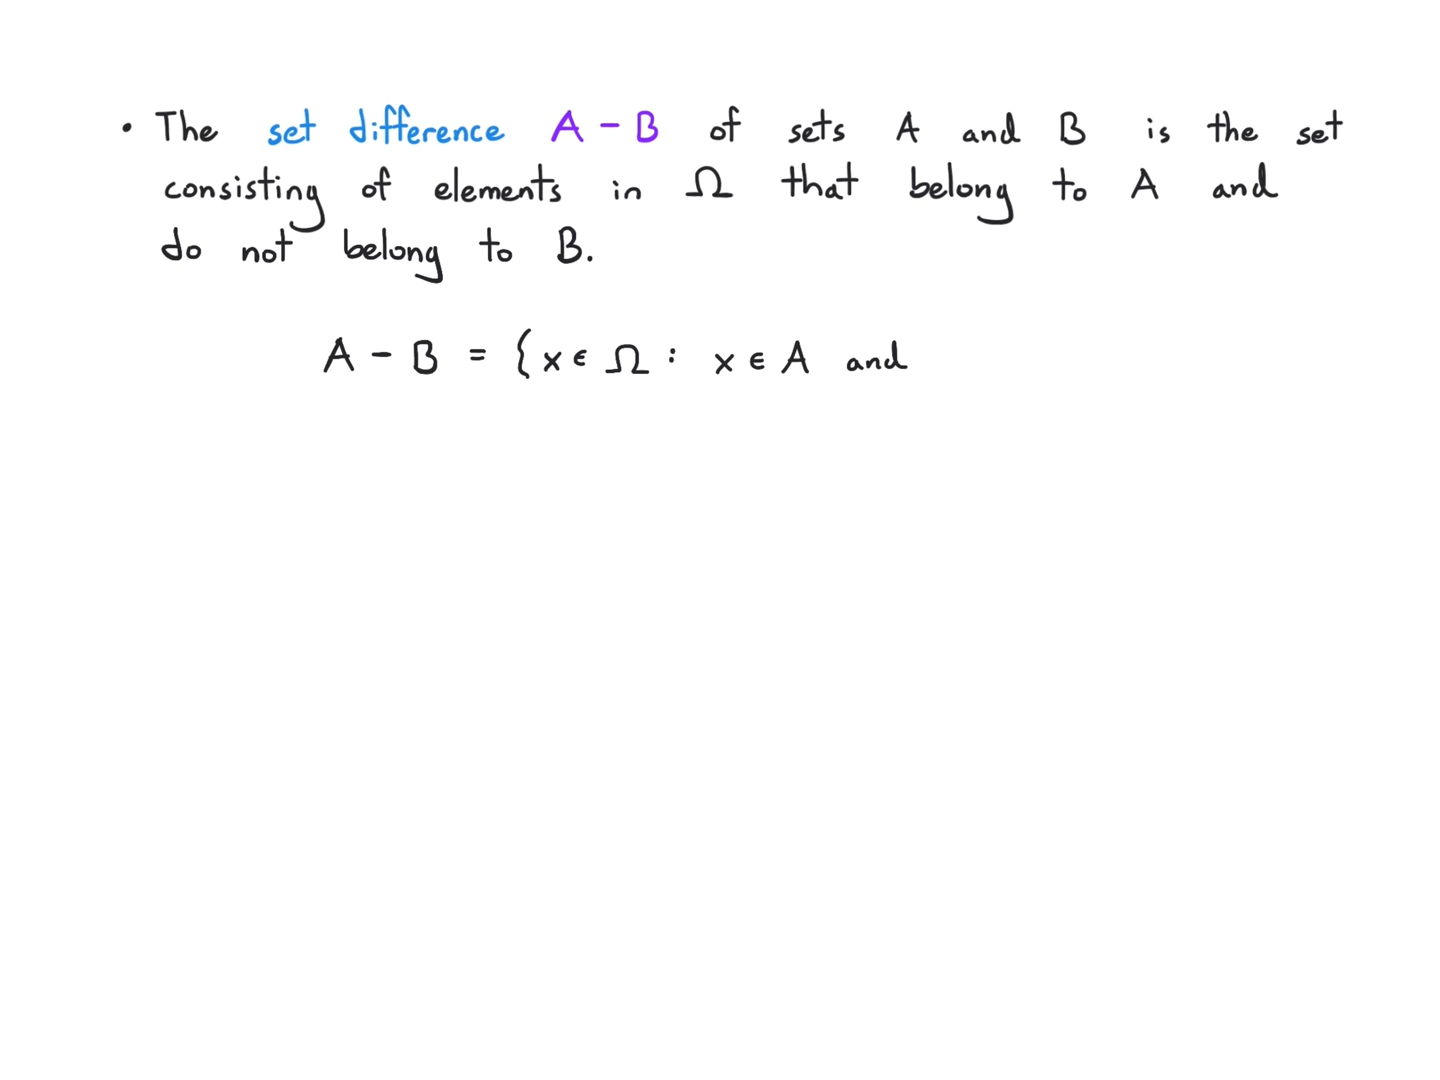 • The set difference A - B of sets A and B is the set
consisting of elements in Ω that belong to A and
do not belong to B.
A - B = {x ∈ Ω : x ∈ A and